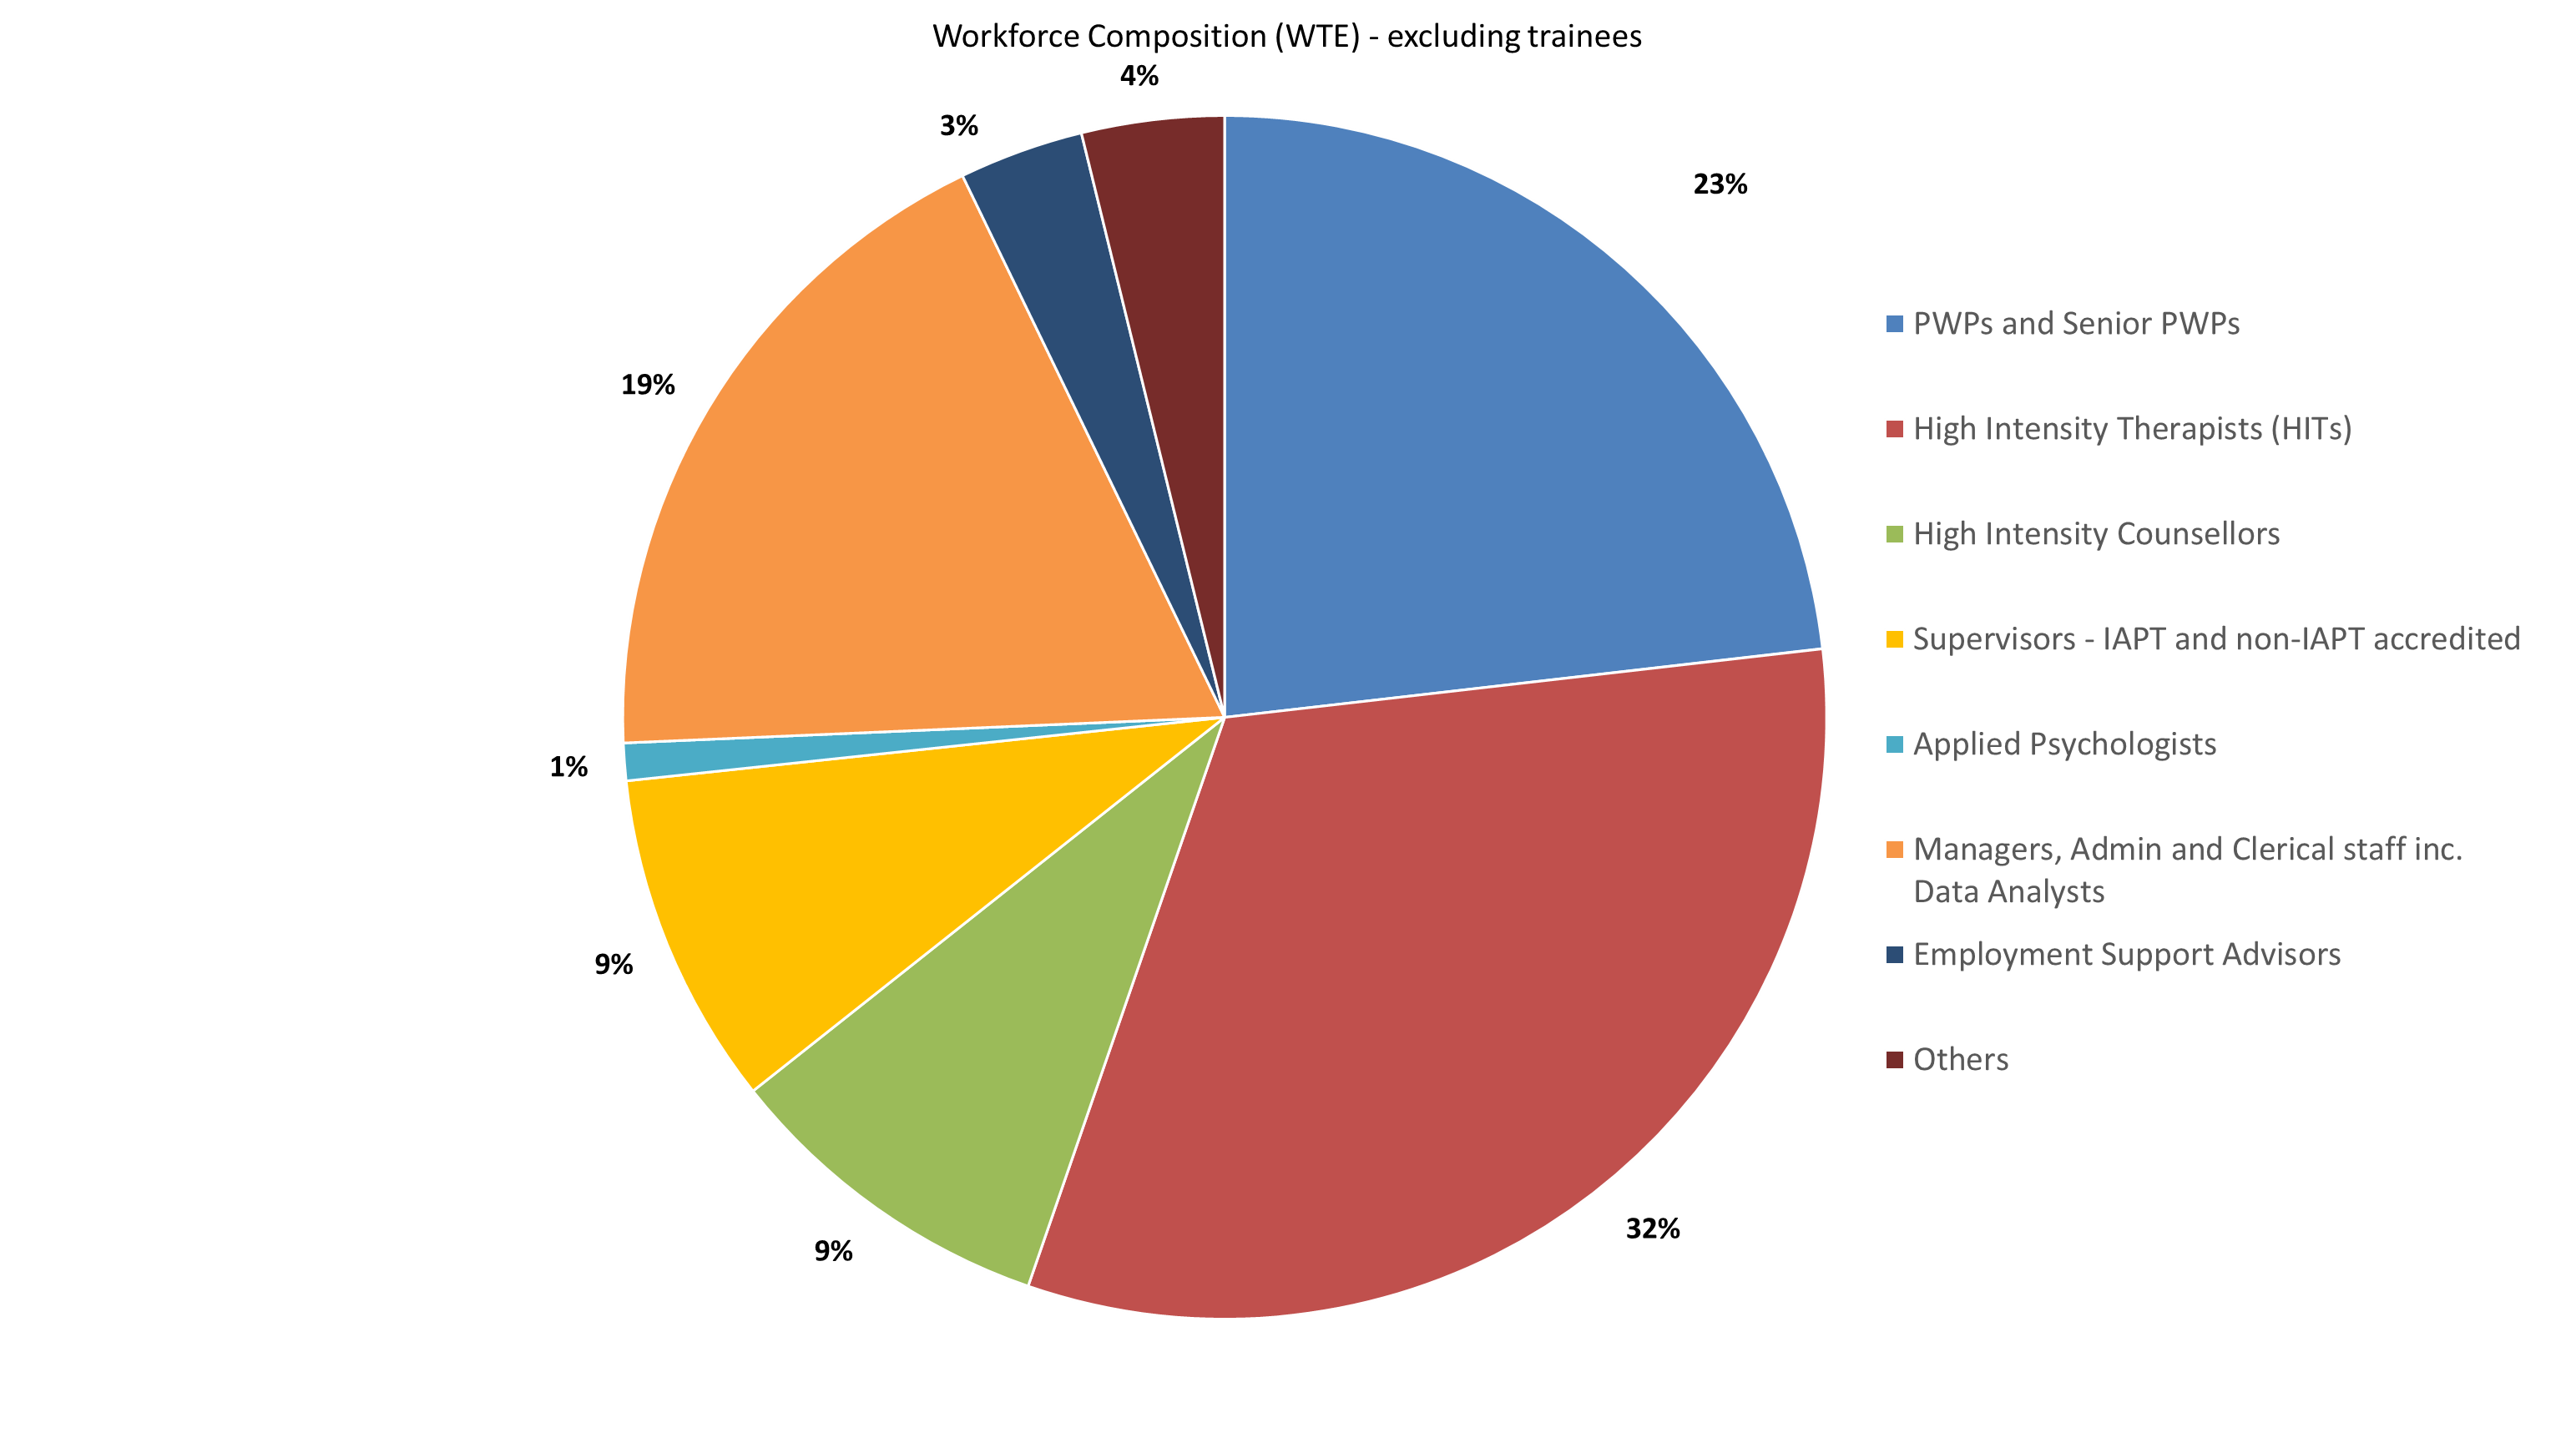 Workforce Composition (WTE) - excluding trainees
4%
3%
23%
19%
1%
9%
9%
32%
PWPs and Senior PWPs
High Intensity Therapists (HITs)
High Intensity Counsellors
Supervisors - IAPT and non-IAPT accredited
Applied Psychologists
Managers, Admin and Clerical staff inc.
Data Analysts
Employment Support Advisors
Others